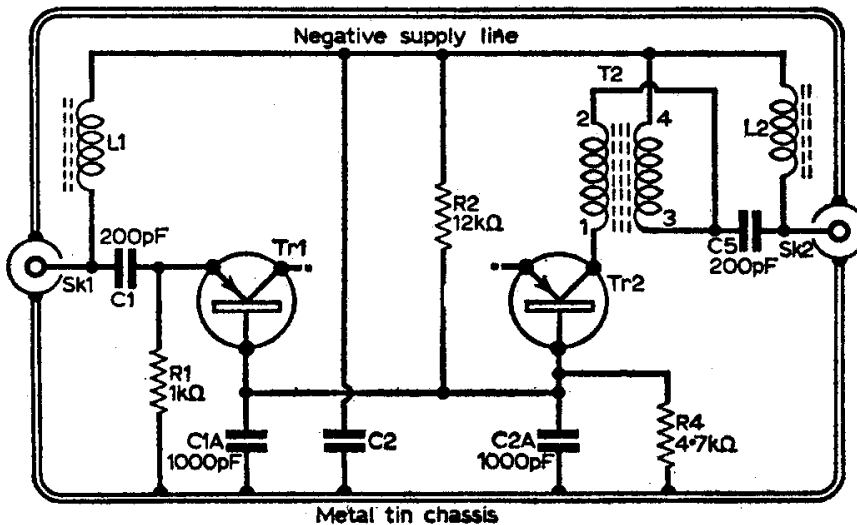 Negative supply line
T2
2
4
L1
L2
R2
12kΩ
1
3
200pF
Tr1
Sk1
C1
Tr2
C5
200pF
Sk2
R1
1kΩ
C1A
1000pF
C2
C2A
1000pF
R4
4·7kΩ
Metal tin chassis